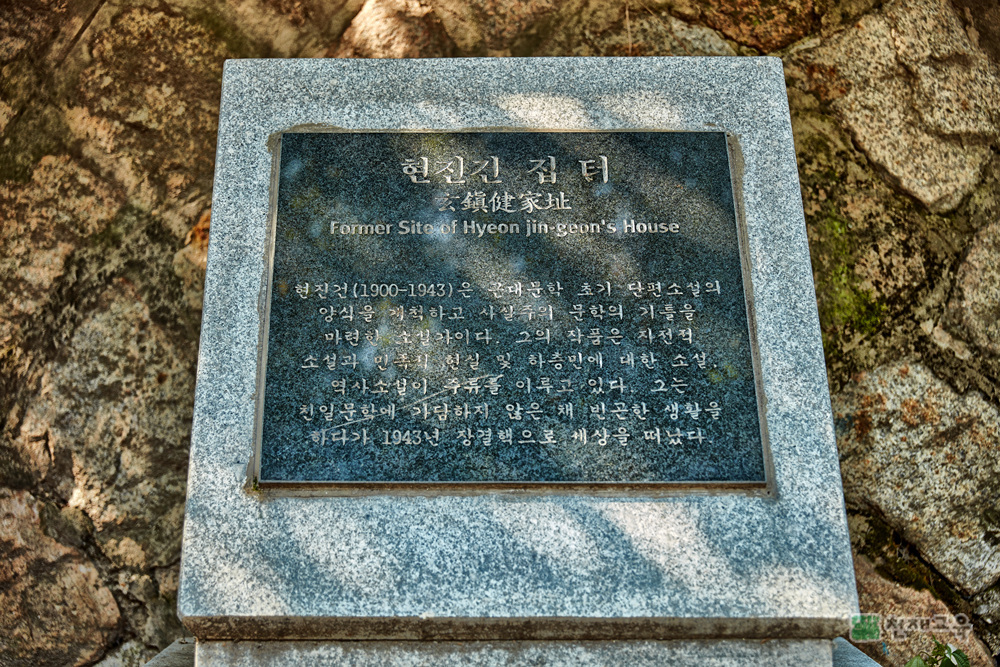 현진건 집 터
玄鎭健家址
Former Site of Hyeon jin-geon's House
현진건(1900-1943)은 근대문학 초기 단편소설의
양식을 개척하고 사실주의 문학의 기틀을
마련한 소설가이다. 그의 작품은 자전적
소설과 민족적 현실 및 하층민에 대한 소설,
역사소설이 주류를 이루고 있다. 그는
친일문학에 가담하지 않은 채 빈곤한 생활을
하다가 1943년 장결핵으로 세상을 떠났다
천재교육